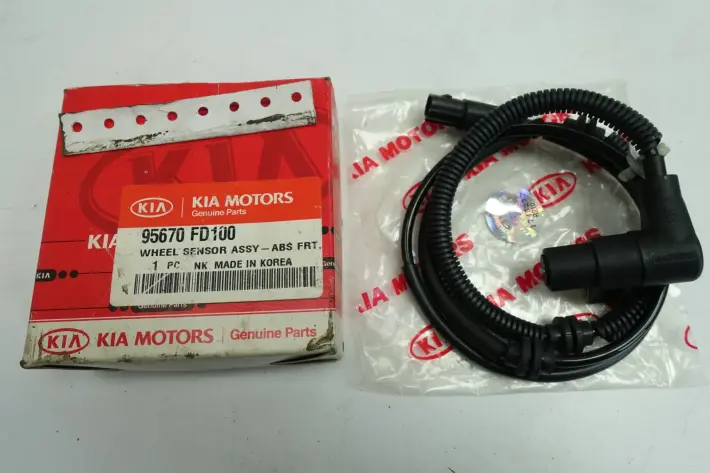 KIA
KIA MOTORS
Genuine Parts
95670 FD100
WHEEL SENSOR ASSY-ABS FRT.
1 PC NK MADE IN KOREA
KIA
KIA MOTORS Genuine Parts
KIA MOTORS
KIA
KIA MOTORS
KIA